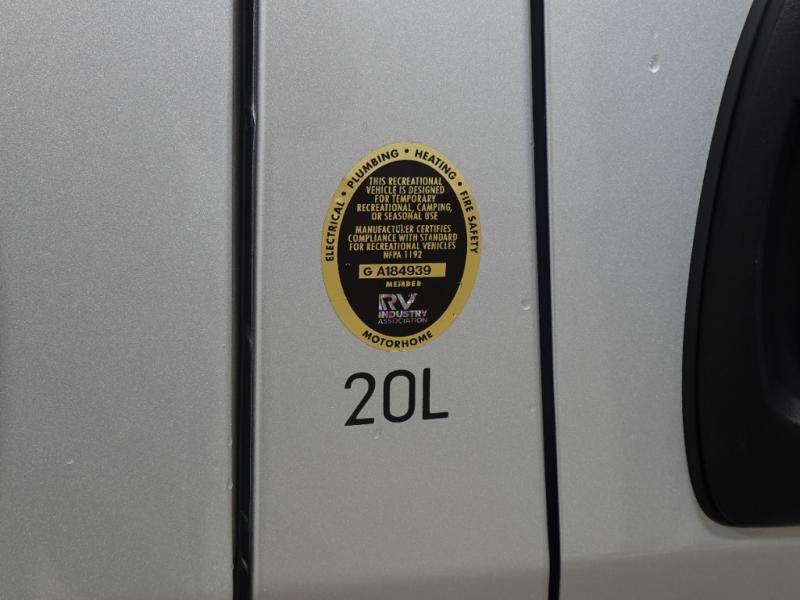 ELECTRICAL • PLUMBING • HEATING • FIRE SAFETY
THIS RECREATIONAL
VEHICLE IS DESIGNED
FOR TEMPORARY
RECREATIONAL, CAMPING,
OR SEASONAL USE
MANUFACTURER CERTIFIES
COMPLIANCE WITH STANDARD
FOR RECREATIONAL VEHICLES
NFPA 1192
G A184939
MEMBER
RV
INDUSTRY
ASSOCIATION
MOTORHOME
20L